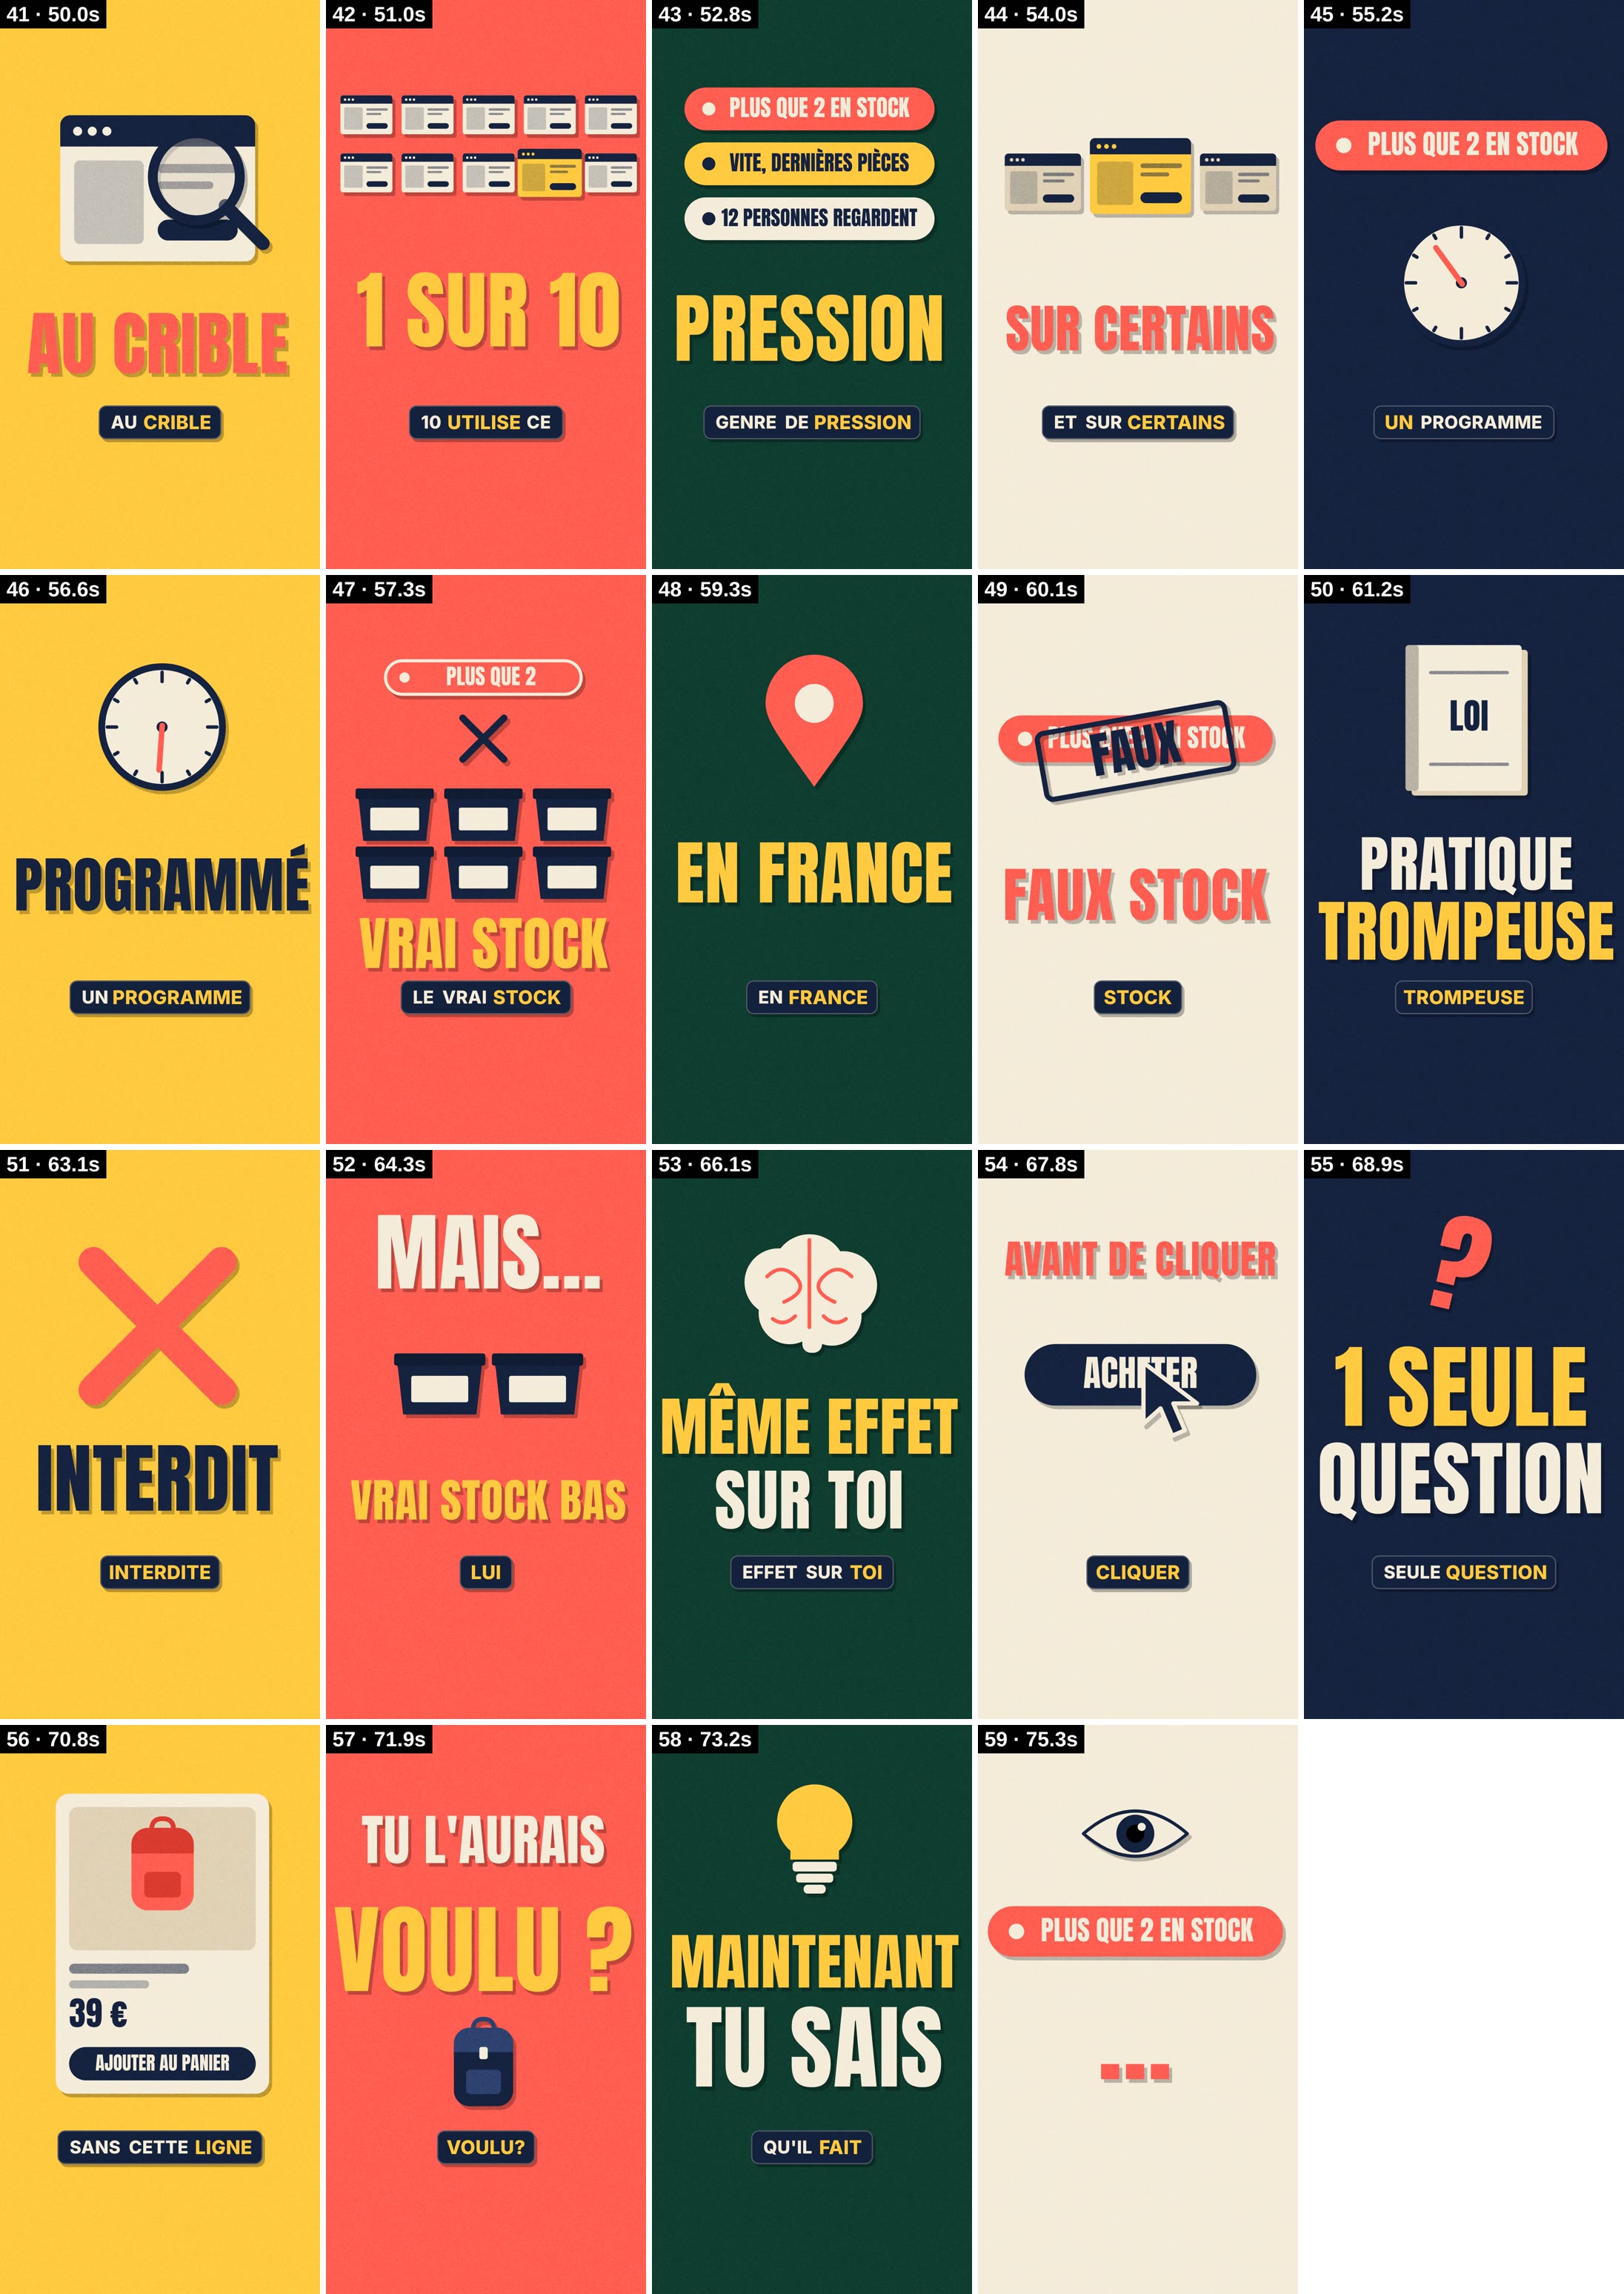 41 · 50.0s
AU CRIBLE
AU CRIBLE
42 · 51.0s
1 SUR 10
10 UTILISE CE
43 · 52.8s
PLUS QUE 2 EN STOCK
VITE, DERNIÈRES PIÈCES
12 PERSONNES REGARDENT
PRESSION
GENRE DE PRESSION
44 · 54.0s
SUR CERTAINS
ET SUR CERTAINS
45 · 55.2s
PLUS QUE 2 EN STOCK
UN PROGRAMME
46 · 56.6s
PROGRAMMÉ
UN PROGRAMME
47 · 57.3s
PLUS QUE 2
VRAI STOCK
LE VRAI STOCK
48 · 59.3s
EN FRANCE
EN FRANCE
49 · 60.1s
PLUS QUE 2 EN STOCK
FAUX
FAUX STOCK
STOCK
50 · 61.2s
LOI
PRATIQUE
TROMPEUSE
TROMPEUSE
51 · 63.1s
INTERDIT
INTERDITE
52 · 64.3s
MAIS...
VRAI STOCK BAS
LUI
53 · 66.1s
MÊME EFFET
SUR TOI
EFFET SUR TOI
54 · 67.8s
AVANT DE CLIQUER
ACHETER
CLIQUER
55 · 68.9s
?
1 SEULE
QUESTION
SEULE QUESTION
56 · 70.8s
39 €
AJOUTER AU PANIER
SANS CETTE LIGNE
57 · 71.9s
TU L'AURAIS
VOULU ?
VOULU?
58 · 73.2s
MAINTENANT
TU SAIS
QU'IL FAIT
59 · 75.3s
PLUS QUE 2 EN STOCK
...